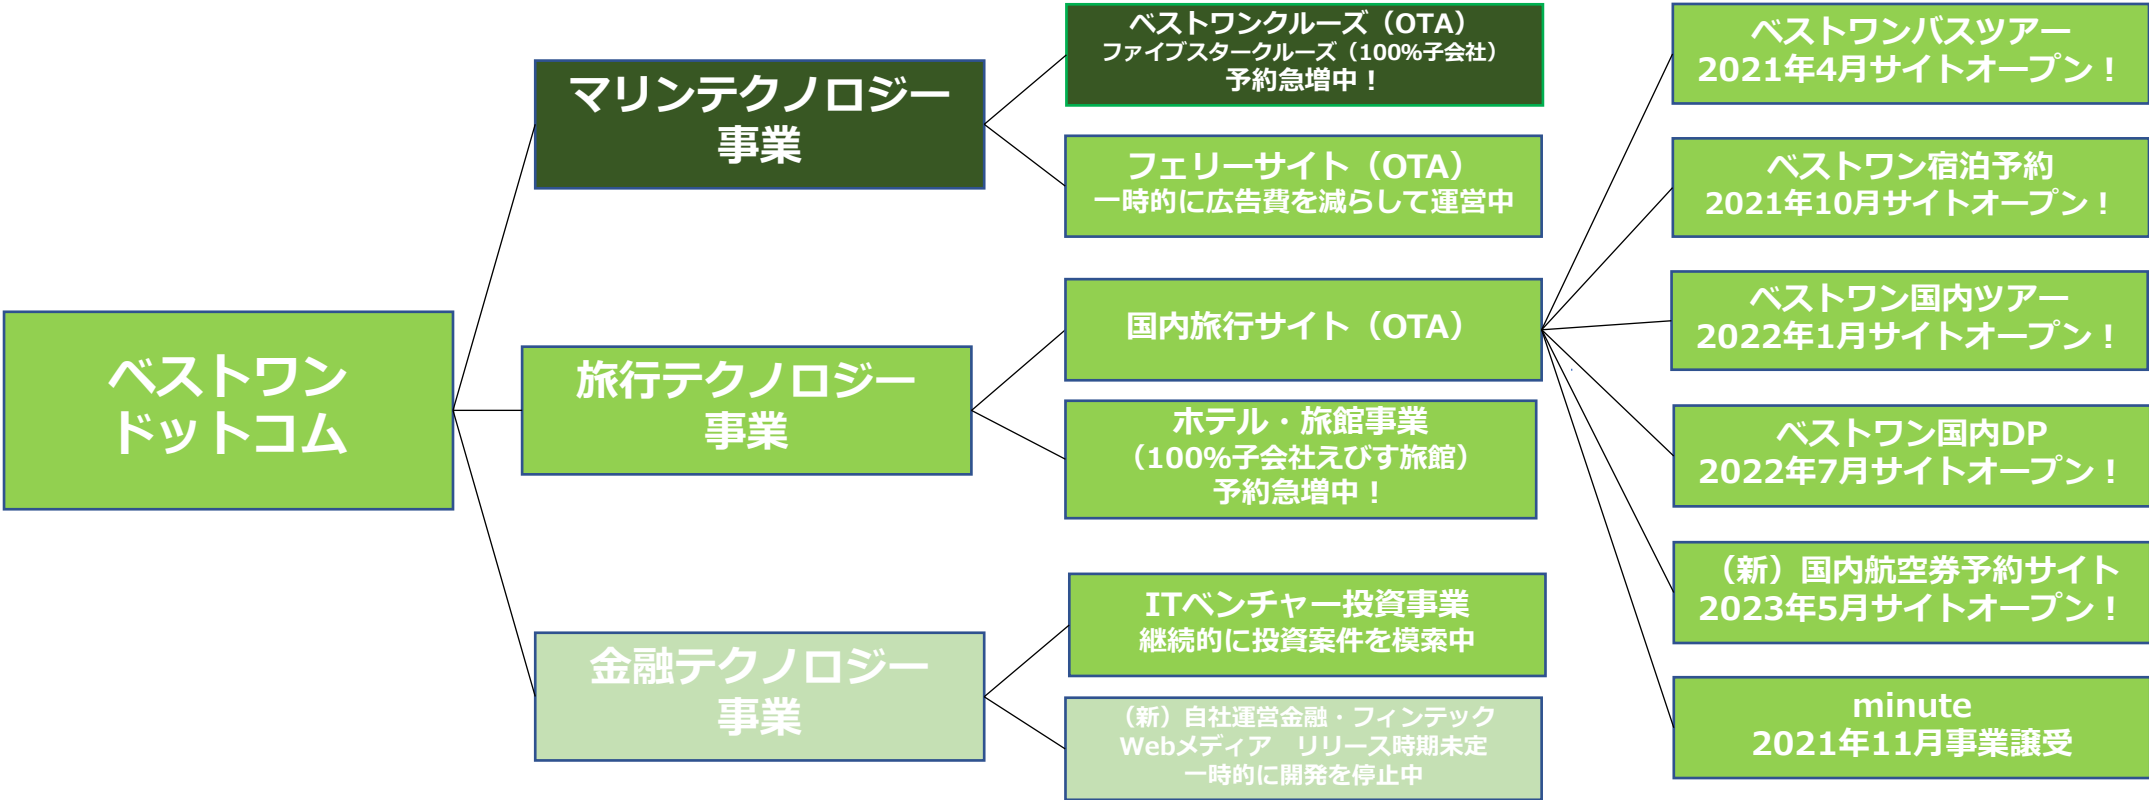 ベストワン
ドットコム
マリンテクノロジー
事業
ベストワンクルーズ（OTA）
ファイブスタークルーズ（100%子会社）
予約急増中！
フェリーサイト（OTA）
一時的に広告費を減らして運営中
旅行テクノロジー
事業
国内旅行サイト（OTA）
ベストワンバスツアー
2021年4月サイトオープン！
ベストワン宿泊予約
2021年10月サイトオープン！
ベストワン国内ツアー
2022年1月サイトオープン！
ベストワン国内DP
2022年7月サイトオープン！
（新）国内航空券予約サイト
2023年5月サイトオープン！
minute
2021年11月事業譲受
ホテル・旅館事業
（100%子会社えびす旅館）
予約急増中！
金融テクノロジー
事業
ITベンチャー投資事業
継続的に投資案件を模索中
（新）自社運営金融・フィンテック
Webメディア　リリース時期未定
一時的に開発を停止中